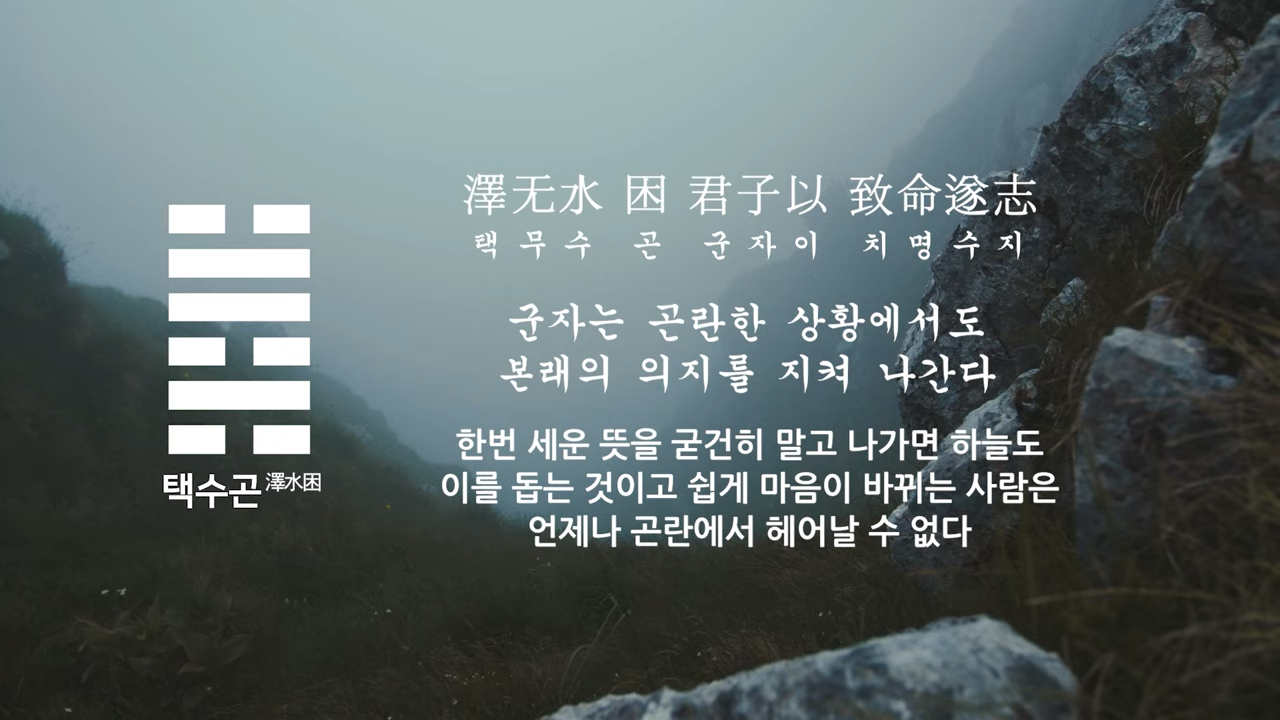 澤无水 困 君子以 致命遂志
택무수 곤 군자이 치명수지
군자는 곤란한 상황에서도
본래의 의지를 지켜 나간다
한번 세운 뜻을 굳건히 말고 나가면 하늘도
이를 돕는 것이고 쉽게 마음이 바뀌는 사람은
언제나 곤란에서 헤어날 수 없다
택수곤 澤水困